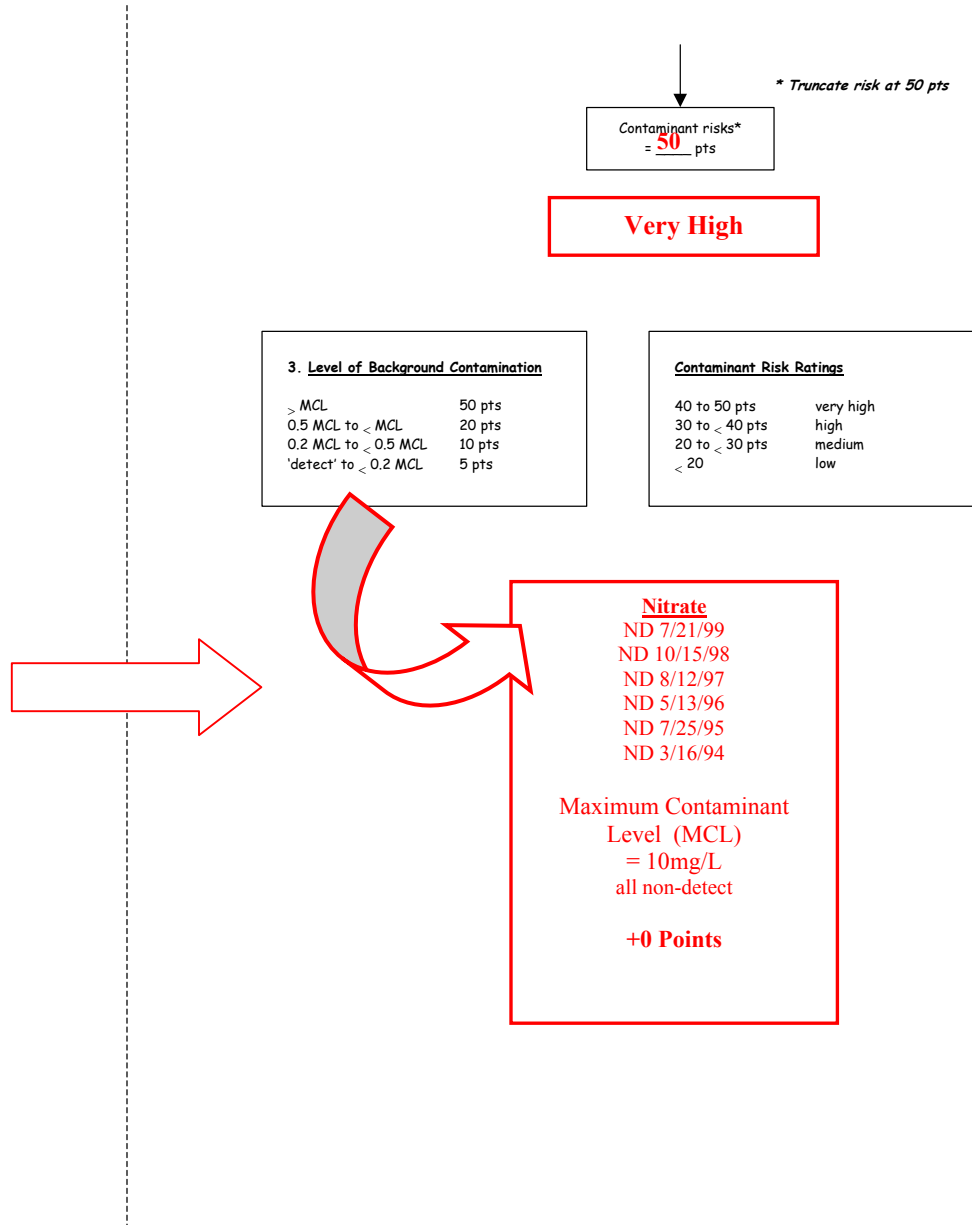 * Truncate risk at 50 pts
Contaminant risks*
= 50 pts
Very High
3. Level of Background Contamination
> MCL 50 pts
0.5 MCL to < MCL 20 pts
0.2 MCL to < 0.5 MCL 10 pts
‘detect’ to < 0.2 MCL 5 pts
Contaminant Risk Ratings
40 to 50 pts very high
30 to < 40 pts high
20 to < 30 pts medium
< 20 low
Nitrate
ND 7/21/99
ND 10/15/98
ND 8/12/97
ND 5/13/96
ND 7/25/95
ND 3/16/94
Maximum Contaminant
Level (MCL)
= 10mg/L
all non-detect
+0 Points